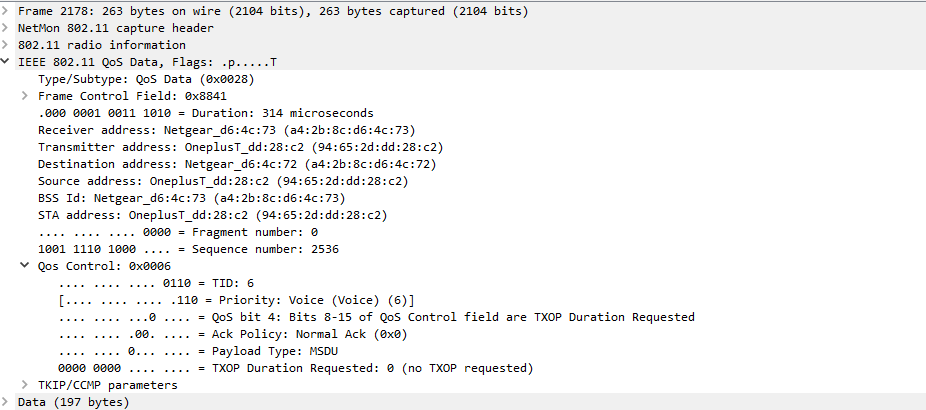 Frame 2178: 263 bytes on wire (2104 bits), 263 bytes captured (2104 bits)
NetMon 802.11 capture header
802.11 radio information
IEEE 802.11 QoS Data, Flags: .p.....T
Type/Subtype: QoS Data (0x0028)
Frame Control Field: 0x8841
.000 0001 0011 1010 = Duration: 314 microseconds
Receiver address: Netgear_d6:4c:73 (a4:2b:8c:d6:4c:73)
Transmitter address: OneplusT_dd:28:c2 (94:65:2d:dd:28:c2)
Destination address: Netgear_d6:4c:72 (a4:2b:8c:d6:4c:72)
Source address: OneplusT_dd:28:c2 (94:65:2d:dd:28:c2)
BSS Id: Netgear_d6:4c:73 (a4:2b:8c:d6:4c:73)
STA address: OneplusT_dd:28:c2 (94:65:2d:dd:28:c2)
.... .... .... 0000 = Fragment number: 0
1001 1110 1000 .... = Sequence number: 2536
Qos Control: 0x0006
.... .... .... 0110 = TID: 6
[.... .... .... .110 = Priority: Voice (Voice) (6)]
.... .... ...0 .... = QoS bit 4: Bits 8-15 of QoS Control field are TXOP Duration Requested
.... .... .00. .... = Ack Policy: Normal Ack (0x0)
.... .... 0... .... = Payload Type: MSDU
0000 0000 .... .... = TXOP Duration Requested: 0 (no TXOP requested)
TKIP/CCMP parameters
Data (197 bytes)